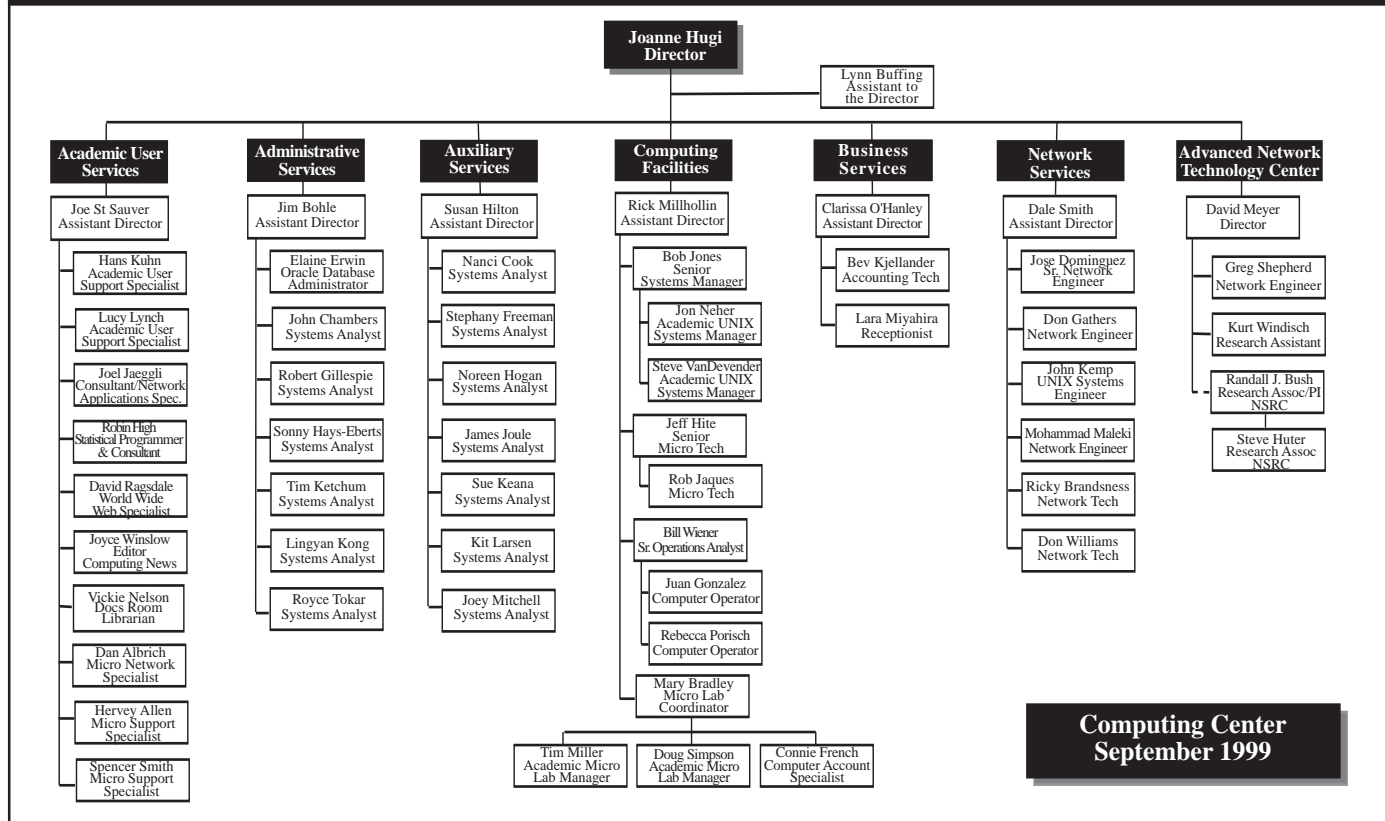 Joanne Hugi
Director
Lynn Buffing
Assistant to
the Director
Academic User
Services
Joe St Sauver
Assistant Director
Hans Kuhn
Academic User
Support Specialist
Lucy Lynch
Academic User
Support Specialist
Joel Jaeggli
Consultant/Network
Applications Spec.
Robin High
Statistical Programmer
& Consultant
David Ragsdale
World Wide
Web Specialist
Joyce Winslow
Editor
Computing News
Vickie Nelson
Docs Room
Librarian
Dan Albrich
Micro Network
Specialist
Hervey Allen
Micro Support
Specialist
Spencer Smith
Micro Support
Specialist
Administrative
Services
Jim Bohle
Assistant Director
Elaine Erwin
Oracle Database
Administrator
John Chambers
Systems Analyst
Robert Gillespie
Systems Analyst
Sonny Hays-Eberts
Systems Analyst
Tim Ketchum
Systems Analyst
Lingyan Kong
Systems Analyst
Royce Tokar
Systems Analyst
Auxiliary
Services
Susan Hilton
Assistant Director
Nanci Cook
Systems Analyst
Stephany Freeman
Systems Analyst
Noreen Hogan
Systems Analyst
James Joule
Systems Analyst
Sue Keana
Systems Analyst
Kit Larsen
Systems Analyst
Joey Mitchell
Systems Analyst
Computing
Facilities
Rick Millhollin
Assistant Director
Bob Jones
Senior
Systems Manager
Jon Neher
Academic UNIX
Systems Manager
Steve VanDevender
Academic UNIX
Systems Manager
Jeff Hite
Senior
Micro Tech
Rob Jaques
Micro Tech
Bill Wiener
Sr. Operations Analyst
Juan Gonzalez
Computer Operator
Rebecca Porisch
Computer Operator
Mary Bradley
Micro Lab
Coordinator
Tim Miller
Academic Micro
Lab Manager
Doug Simpson
Academic Micro
Lab Manager
Connie French
Computer Account
Specialist
Business
Services
Clarissa O'Hanley
Assistant Director
Bev Kjellander
Accounting Tech
Lara Miyahira
Receptionist
Network
Services
Dale Smith
Assistant Director
Jose Dominguez
Sr. Network
Engineer
Don Gathers
Network Engineer
John Kemp
UNIX Systems
Engineer
Mohammad Maleki
Network Engineer
Ricky Brandsness
Network Tech
Don Williams
Network Tech
Advanced Network
Technology Center
David Meyer
Director
Greg Shepherd
Network Engineer
Kurt Windisch
Research Assistant
Randall J. Bush
Research Assoc/PI
NSRC
Steve Huter
Research Assoc
NSRC
Computing Center
September 1999